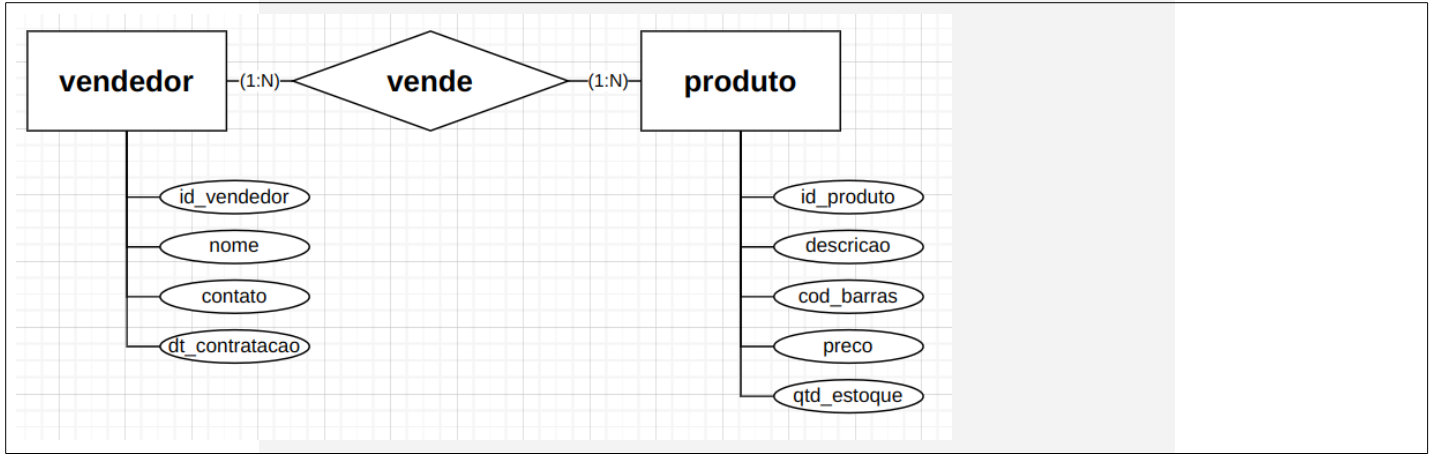 vendedor
(1:N)
vende
(1:N)
produto
id_vendedor
nome
contato
dt_contratacao
id_produto
descricao
cod_barras
preco
qtd_estoque